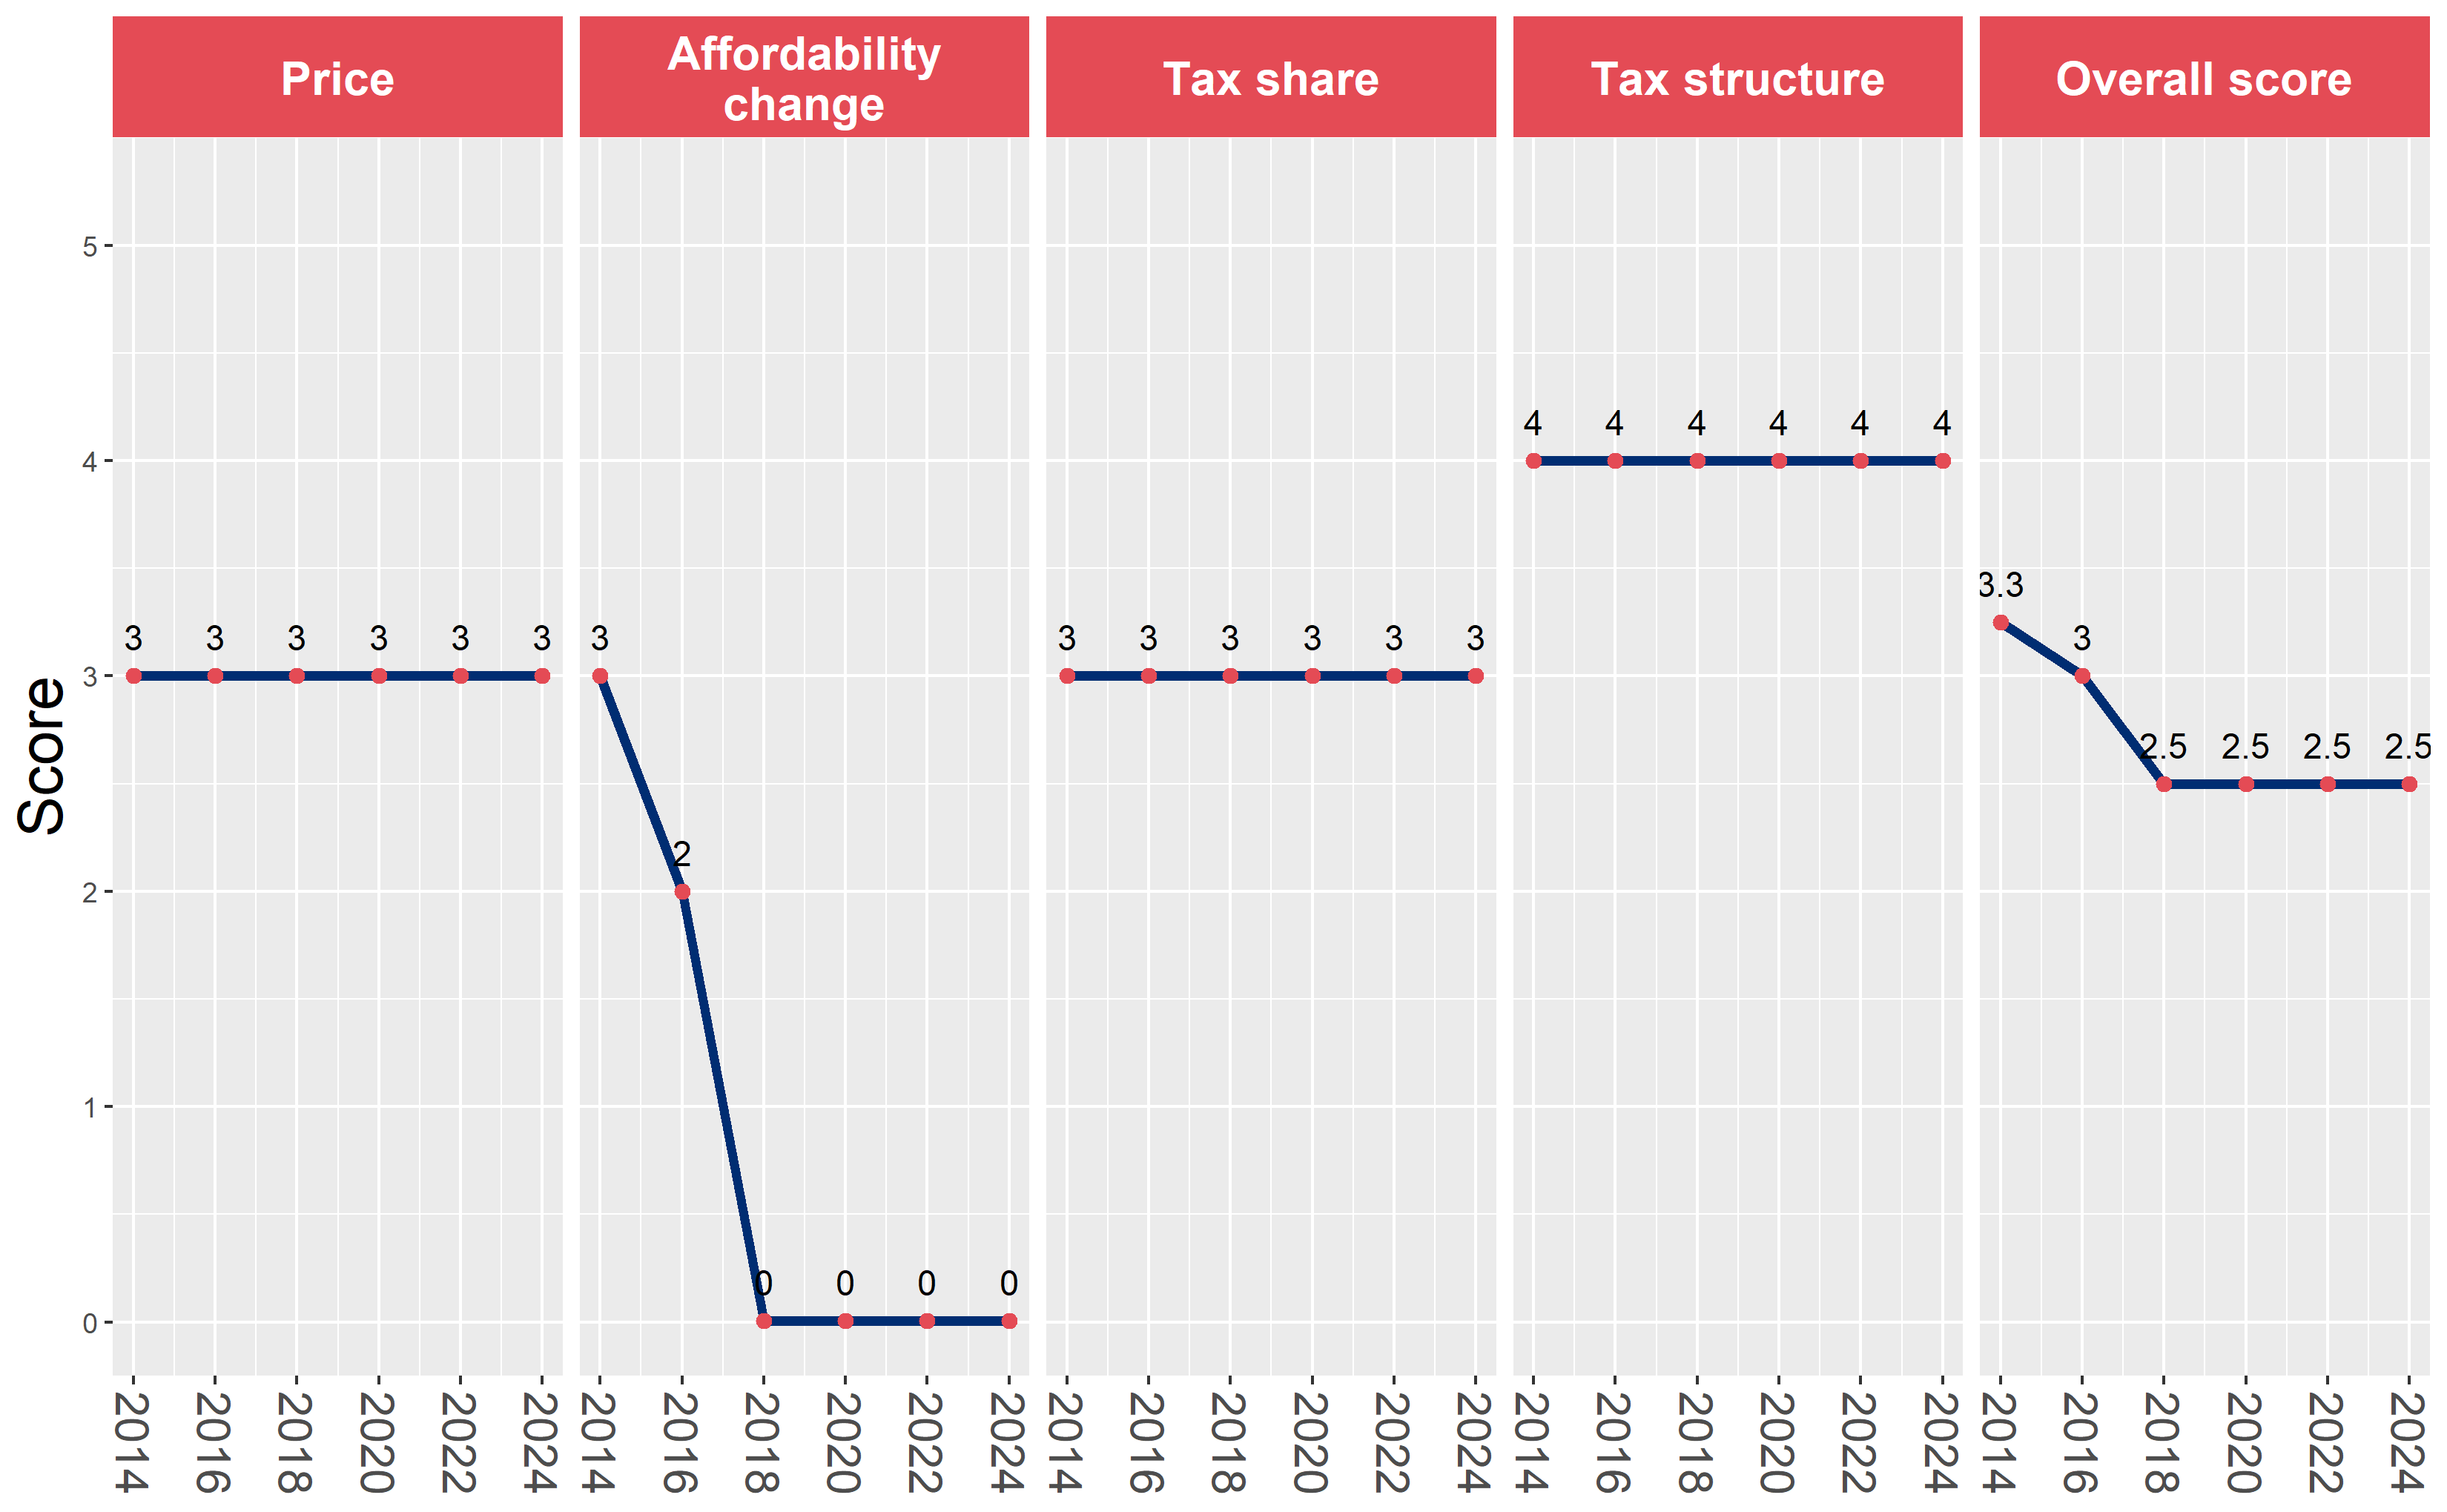 Price
Affordability
change
Tax share
Tax structure
Overall score
Score
5
4
3
2
1
0
3 3 3 3 3 3
3 2 0 0 0 0
3 3 3 3 3 3
4 4 4 4 4 4
3.3 3 2.5 2.5 2.5 2.5
2014 2016 2018 2020 2022 2024
2014 2016 2018 2020 2022 2024
2014 2016 2018 2020 2022 2024
2014 2016 2018 2020 2022 2024
2014 2016 2018 2020 2022 2024